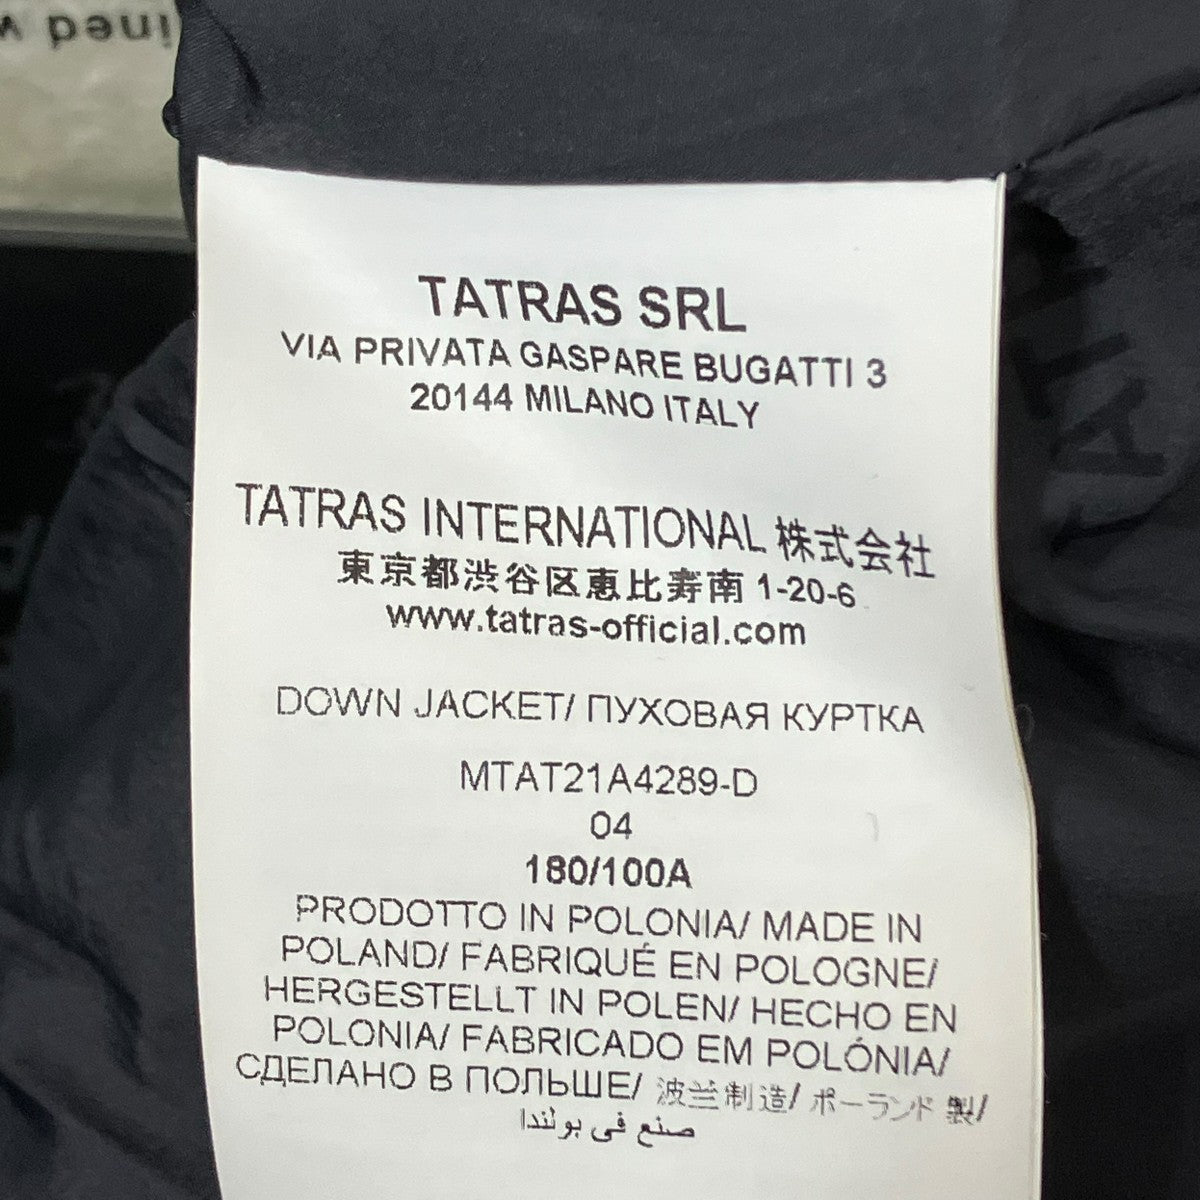 ined w
TATRAS SRL
VIA PRIVATA GASPARE BUGATTI 3
20144 MILANO ITALY
TATRAS INTERNATIONAL 株式会社
東京都渋谷区恵比寿南 1-20-6
www.tatras-official.com
DOWN JACKET/ ПУХОВАЯ КУРТКА
MTAT21A4289-D
04
180/100A
PRODOTTO IN POLONIA/ MADE IN
POLAND/ FABRIQUÉ EN POLOGNE/
HERGESTELLT IN POLEN/ HECHO EN
POLONIA/ FABRICADO EM POLÓNIA/
СДЕЛАНО В ПОЛЬШЕ/ 波兰制造/ ポーランド 製/
صنع في بولندا